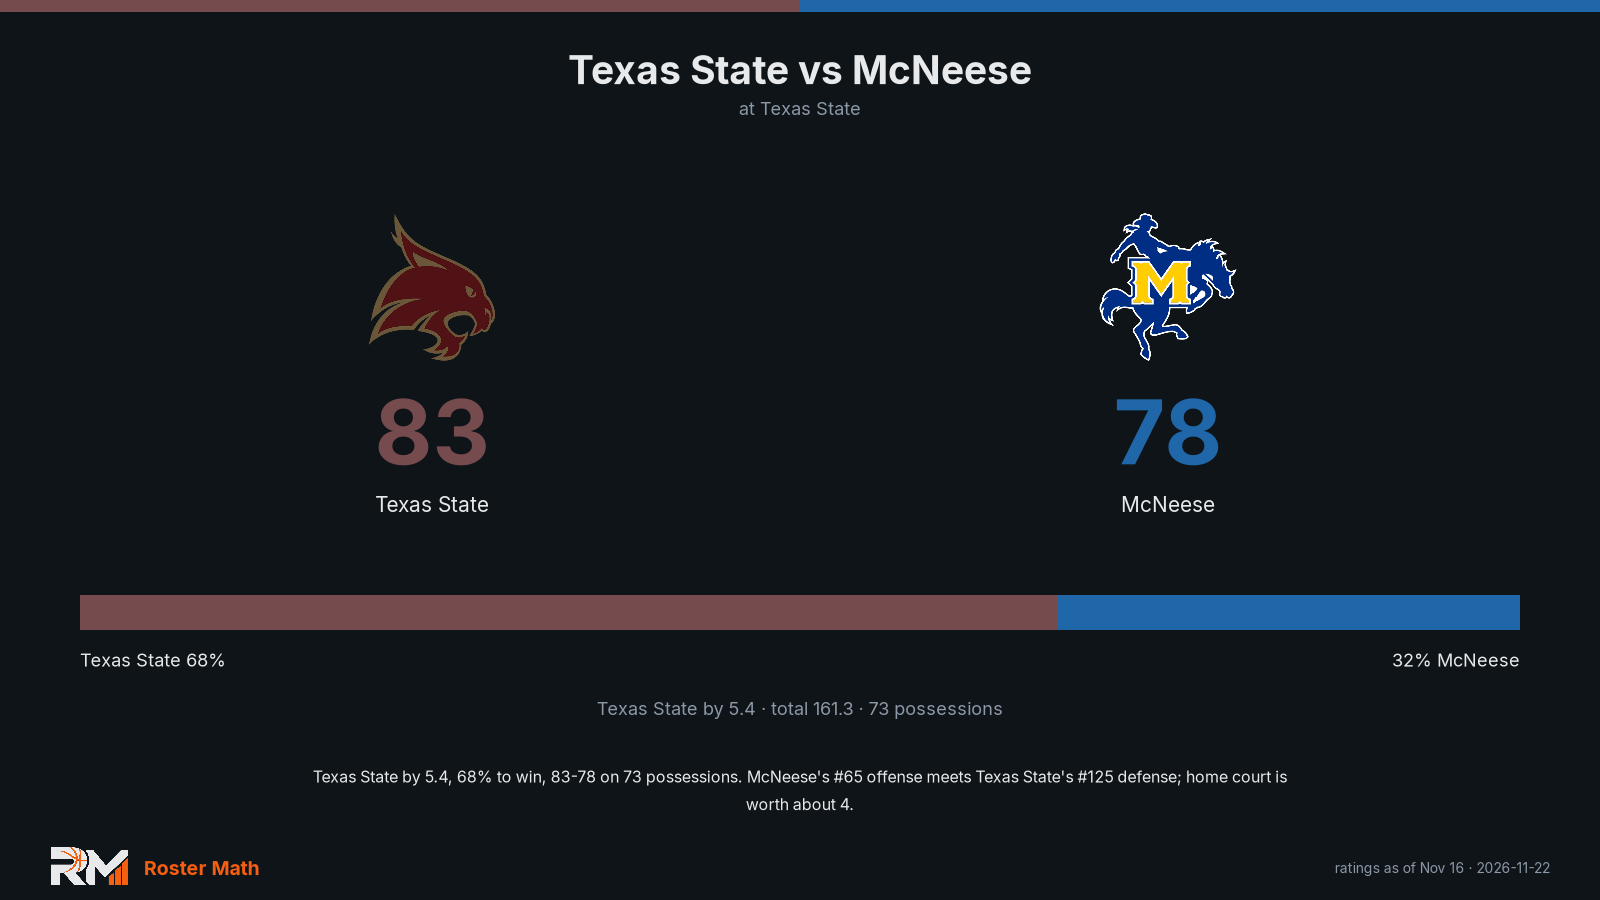 Texas State vs McNeese
at Texas State
M
83
78
Texas State
McNeese
Texas State 68%
32% McNeese
Texas State by 5.4 · total 161.3 · 73 possessions
Texas State by 5.4, 68% to win, 83-78 on 73 possessions. McNeese's #65 offense meets Texas State's #125 defense; home court is
worth about 4.
RM
Roster Math
ratings as of Nov 16 · 2026-11-22